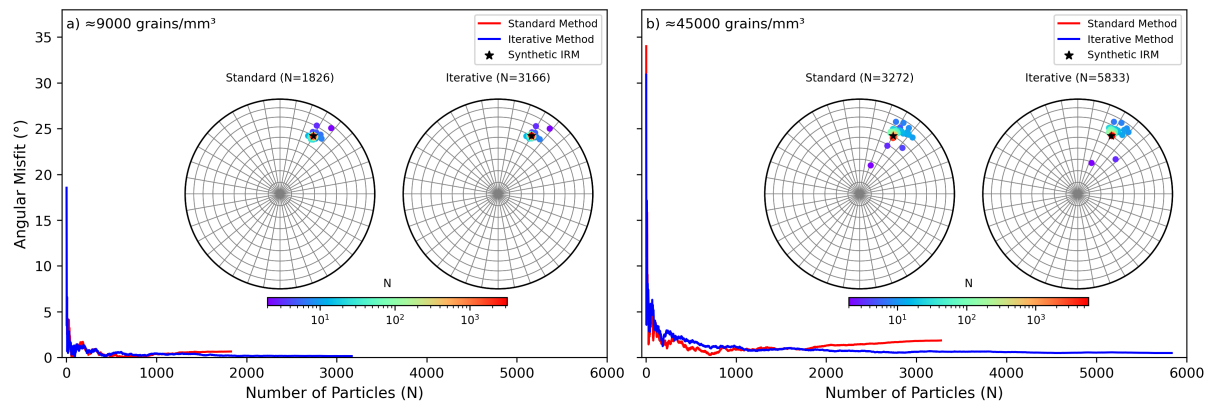 a) ≈9000 grains/mm³
Standard Method
Iterative Method
Synthetic IRM
Standard (N=1826)
Iterative (N=3166)
N
10¹ 10² 10³
Angular Misfit (°)
35
30
25
20
15
10
5
0
0 1000 2000 3000 4000 5000 6000
Number of Particles (N)
b) ≈45000 grains/mm³
Standard Method
Iterative Method
Synthetic IRM
Standard (N=3272)
Iterative (N=5833)
N
10¹ 10² 10³
0 1000 2000 3000 4000 5000 6000
Number of Particles (N)